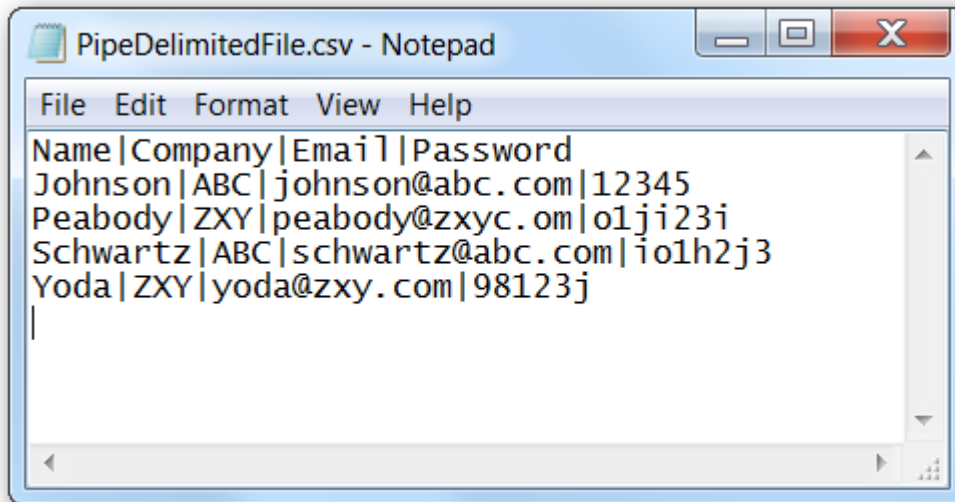 PipeDelimitedFile.csv - Notepad
File Edit Format View Help
Name|Company|Email|Password
Johnson|ABC|johnson@abc.com|12345
Peabody|ZXY|peabody@zxyc.om|o1ji23i
Schwartz|ABC|schwartz@abc.com|io1h2j3
Yoda|ZXY|yoda@zxy.com|98123j